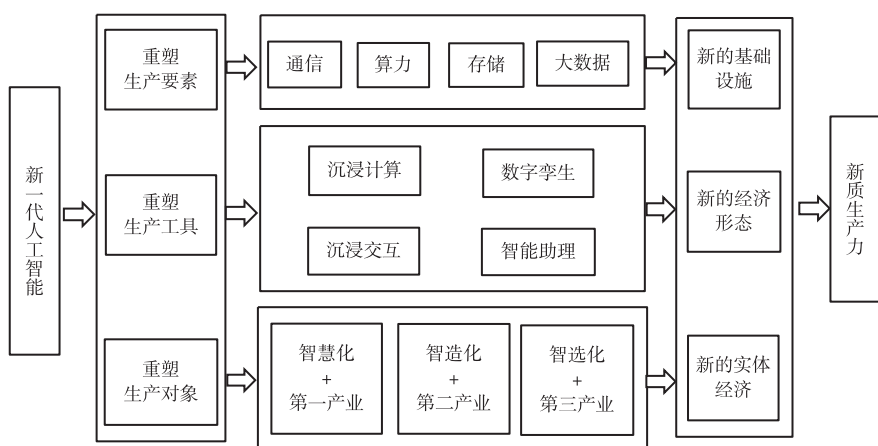 新一代人工智能
重塑
生产要素
通信
算力
存储
大数据
新的基础
设施
重塑
生产工具
沉浸计算
数字孪生
沉浸交互
智能助理
新的经济
形态
重塑
生产对象
智慧化
+
第一产业
智造化
+
第二产业
智选化
+
第三产业
新的实体
经济
新质生产力